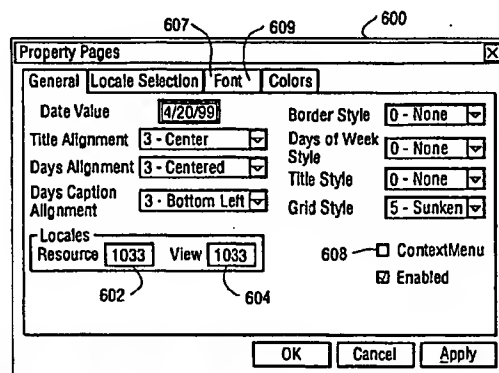 600
607 609
Property Pages X
General Locale Selection Font Colors
Date Value 4/20/99 Border Style 0 - None
Title Alignment 3 - Center Days of Week Style 0 - None
Days Alignment 3 - Centered Title Style 0 - None
Days Caption Alignment 3 - Bottom Left Grid Style 5 - Sunken
Locales
Resource 1033 View 1033 608 ContextMenu
602 604 Enabled
OK Cancel Apply